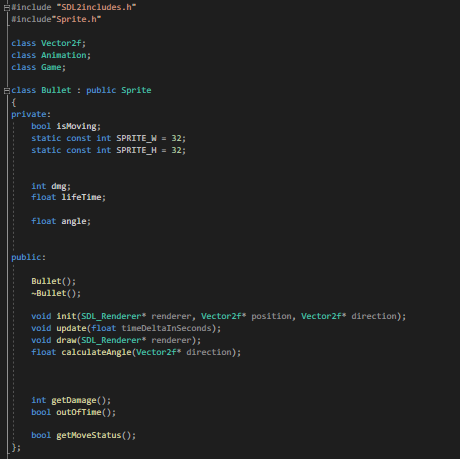 #include "SDL2includes.h"
#include"Sprite.h"
class Vector2f;
class Animation;
class Game;
class Bullet : public Sprite
{
private:
bool isMoving;
static const int SPRITE_W = 32;
static const int SPRITE_H = 32;
int dmg;
float lifeTime;
float angle;
public:
Bullet();
~Bullet();
void init(SDL_Renderer* renderer, Vector2f* position, Vector2f* direction);
void update(float timeDeltaInSeconds);
void draw(SDL_Renderer* renderer);
float calculateAngle(Vector2f* direction);
int getDamage();
bool outOfTime();
bool getMoveStatus();
};